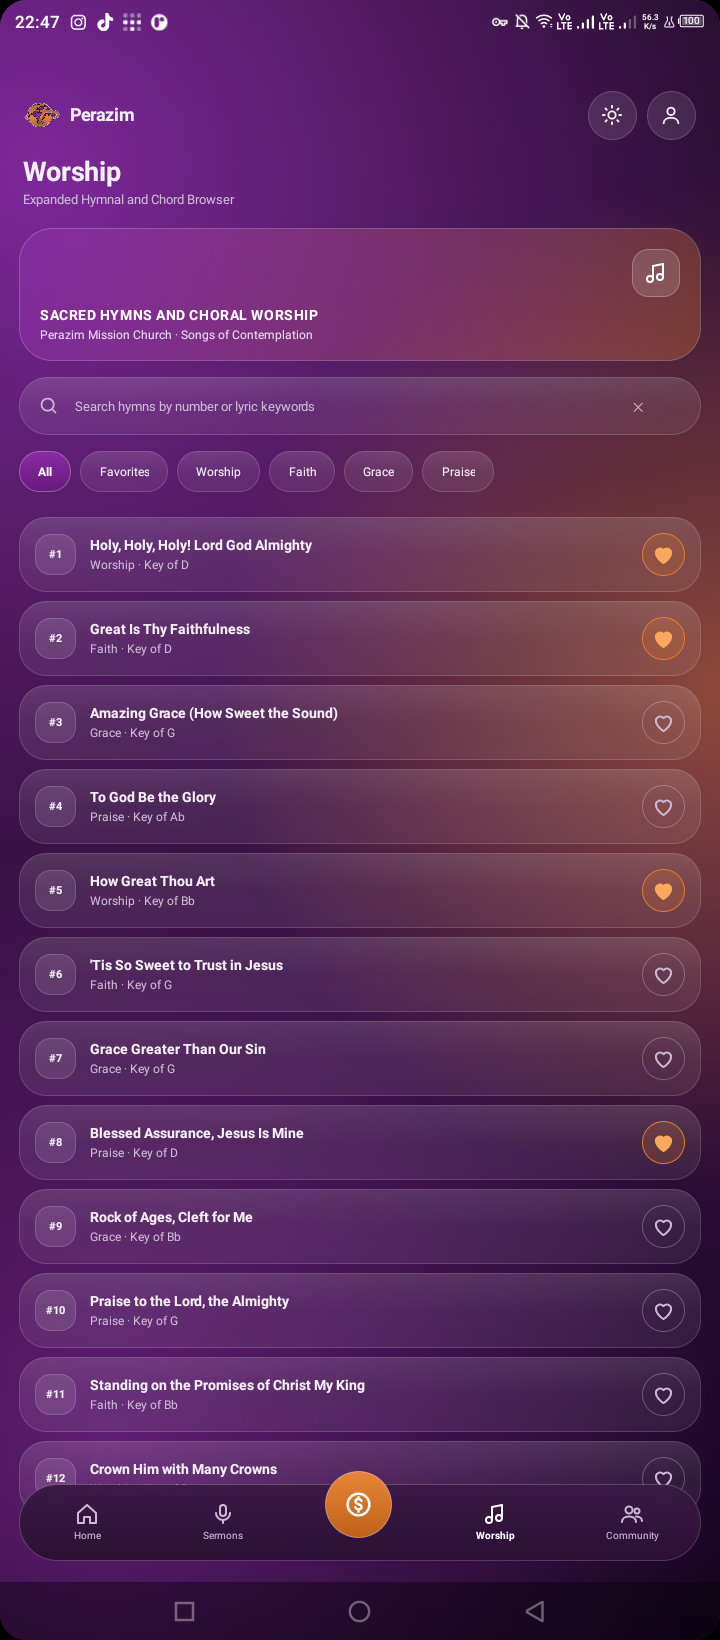 22:47
Vo LTE Vo LTE 56.3 K/s 100
Perazim
Worship
Expanded Hymnal and Chord Browser
SACRED HYMNS AND CHORAL WORSHIP
Perazim Mission Church · Songs of Contemplation
Search hymns by number or lyric keywords
All Favorites Worship Faith Grace Praise
#1 Holy, Holy, Holy! Lord God Almighty
Worship · Key of D
#2 Great Is Thy Faithfulness
Faith · Key of D
#3 Amazing Grace (How Sweet the Sound)
Grace · Key of G
#4 To God Be the Glory
Praise · Key of Ab
#5 How Great Thou Art
Worship · Key of Bb
#6 'Tis So Sweet to Trust in Jesus
Faith · Key of G
#7 Grace Greater Than Our Sin
Grace · Key of G
#8 Blessed Assurance, Jesus Is Mine
Praise · Key of D
#9 Rock of Ages, Cleft for Me
Grace · Key of Bb
#10 Praise to the Lord, the Almighty
Praise · Key of G
#11 Standing on the Promises of Christ My King
Faith · Key of Bb
#12 Crown Him with Many Crowns
Home Sermons Worship Community